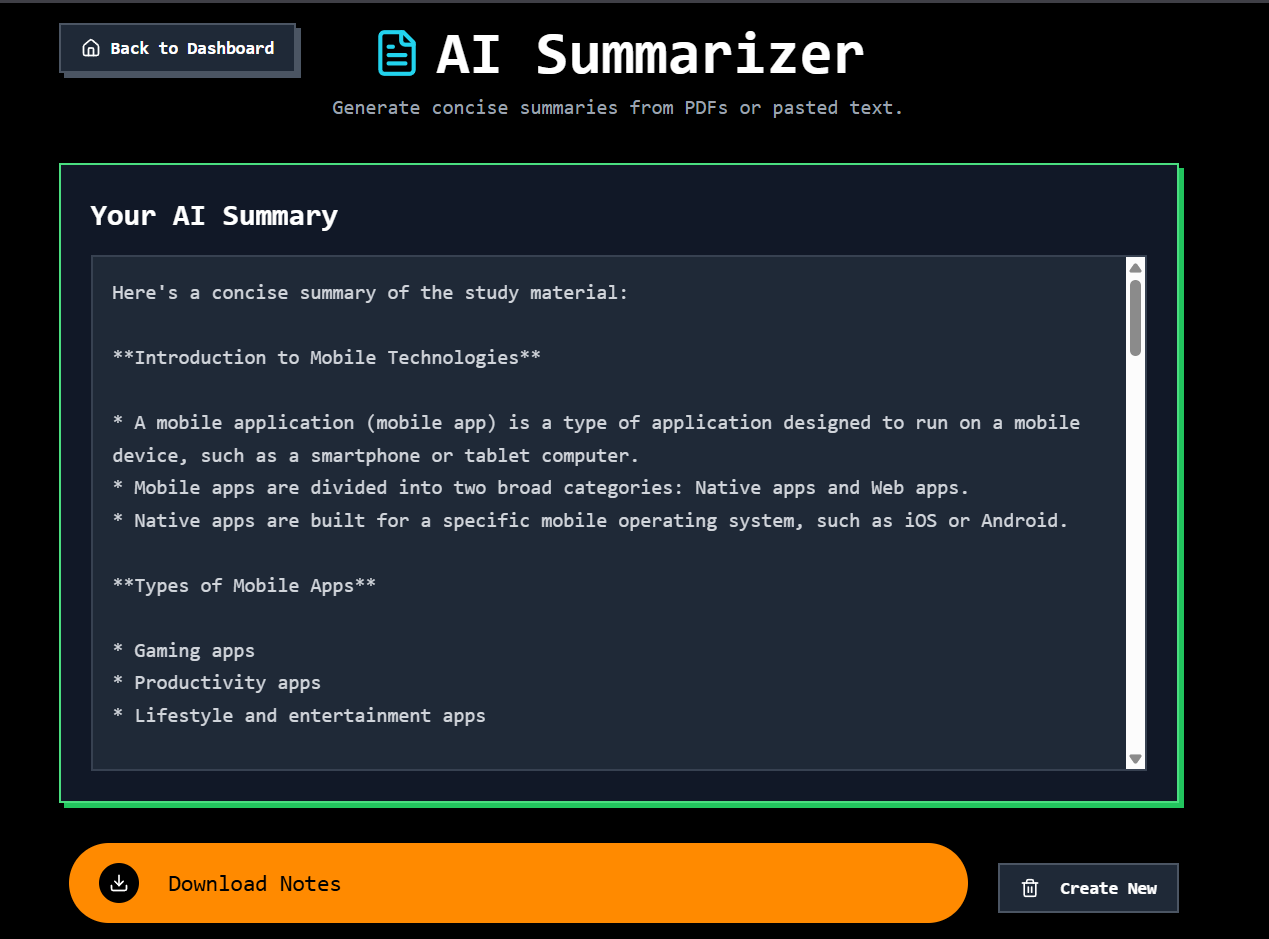 Back to Dashboard
AI Summarizer
Generate concise summaries from PDFs or pasted text.
Your AI Summary
Here's a concise summary of the study material:
**Introduction to Mobile Technologies**
* A mobile application (mobile app) is a type of application designed to run on a mobile
device, such as a smartphone or tablet computer.
* Mobile apps are divided into two broad categories: Native apps and Web apps.
* Native apps are built for a specific mobile operating system, such as iOS or Android.
**Types of Mobile Apps**
* Gaming apps
* Productivity apps
* Lifestyle and entertainment apps
Download Notes
Create New